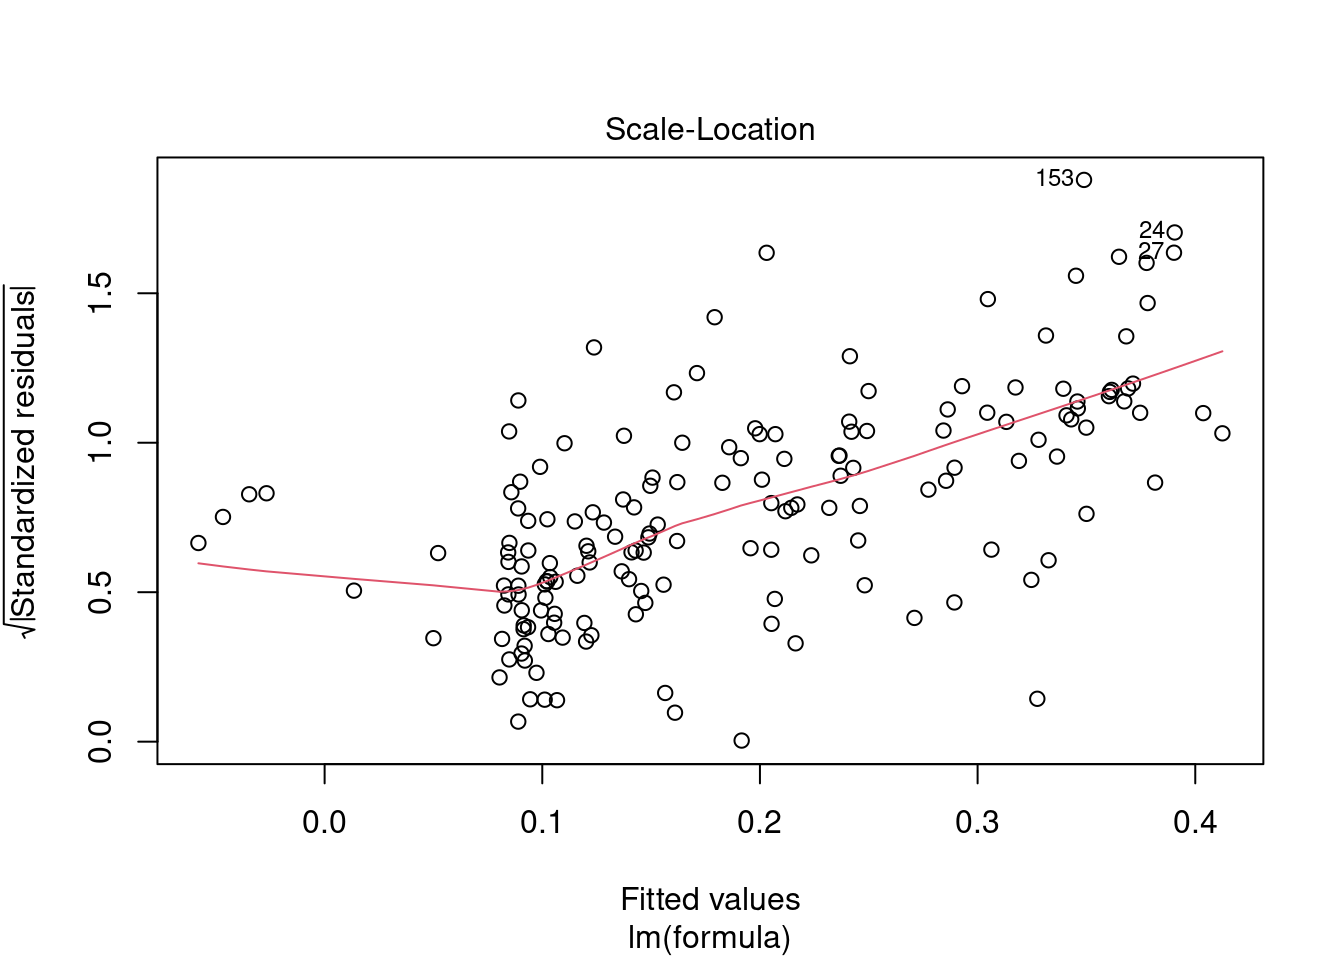 Scale-Location
√|Standardized residuals|
1.5
1.0
0.5
0.0
153
24
27
0.0 0.1 0.2 0.3 0.4
Fitted values
lm(formula)